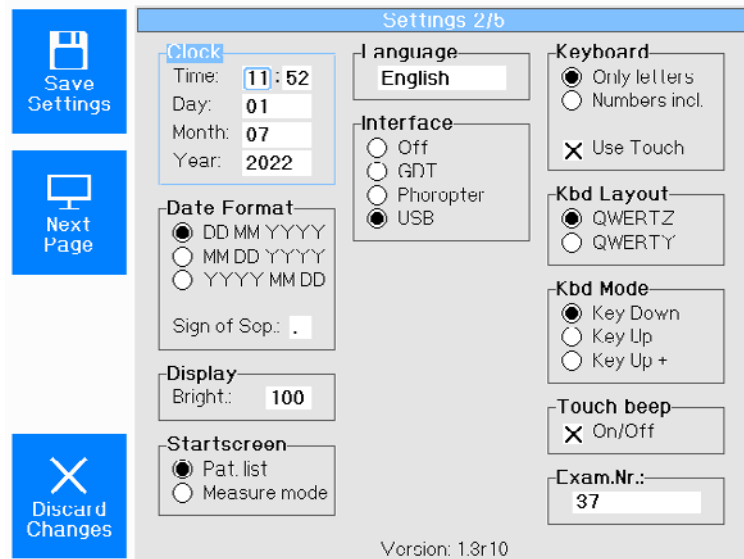 Settings 2/5
Save
Settings
Next
Page
Discard
Changes
Clock
Time: 11 : 52
Day: 01
Month: 07
Year: 2022
Date Format
DD MM YYYY
MM DD YYYY
YYYY MM DD
Sign of Sep.: .
Display
Bright.: 100
Startscreen
Pat. list
Measure mode
Language
English
Interface
Off
GDT
Phoropter
USB
Keyboard
Only letters
Numbers incl.
Use Touch
Kbd Layout
QWERTZ
QWERTY
Kbd Mode
Key Down
Key Up
Key Up +
Touch beep
On/Off
Exam.Nr.:
37
Version: 1.3r10